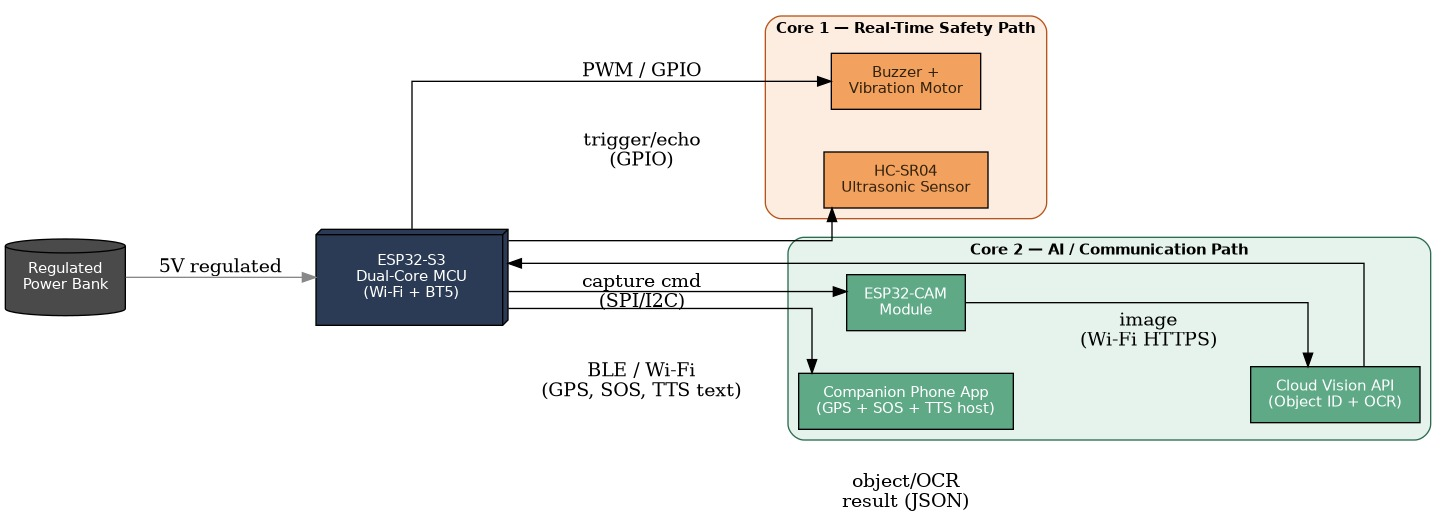 Core 1 — Real-Time Safety Path
Buzzer +
Vibration Motor
PWM / GPIO
trigger/echo
(GPIO)
HC-SR04
Ultrasonic Sensor
Regulated
Power Bank
5V regulated
ESP32-S3
Dual-Core MCU
(Wi-Fi + BT5)
Core 2 — AI / Communication Path
capture cmd
(SPI/I2C)
ESP32-CAM
Module
image
(Wi-Fi HTTPS)
BLE / Wi-Fi
(GPS, SOS, TTS text)
Companion Phone App
(GPS + SOS + TTS host)
Cloud Vision API
(Object ID + OCR)
object/OCR
result (JSON)